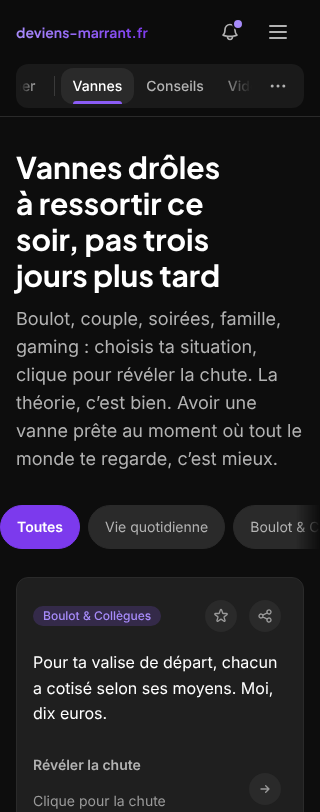 deviens-marrant.fr
er
Vannes
Conseils
Vid
Vannes drôles
à ressortir ce
soir, pas trois
jours plus tard
Boulot, couple, soirées, famille,
gaming : choisis ta situation,
clique pour révéler la chute. La
théorie, c’est bien. Avoir une
vanne prête au moment où tout le
monde te regarde, c’est mieux.
Toutes
Vie quotidienne
Boulot & C
Boulot & Collègues
Pour ta valise de départ, chacun
a cotisé selon ses moyens. Moi,
dix euros.
Révéler la chute
Clique pour la chute